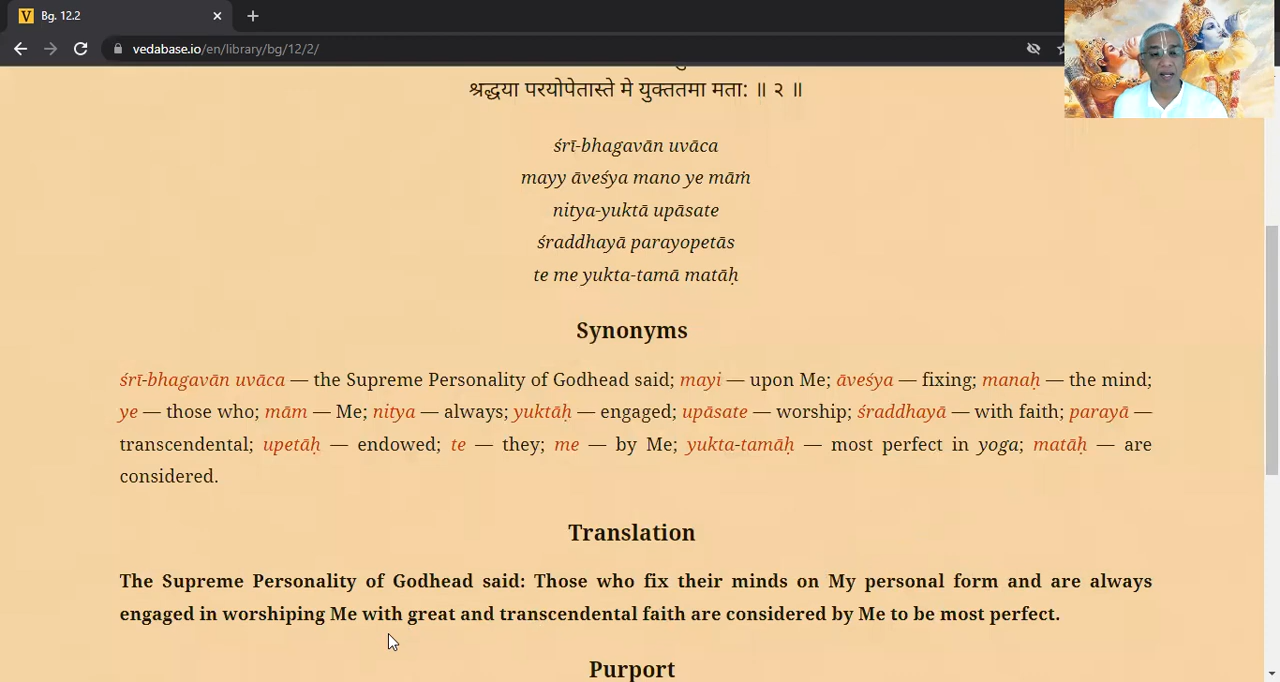 Bg. 12.2
vedabase.io/en/library/bg/12/2/
श्रद्धया परयोपेतास्ते मे युक्ततमा मता: ॥ २ ॥
śrī-bhagavān uvāca
mayy āveśya mano ye māṁ
nitya-yuktā upāsate
śraddhayā parayopetās
te me yukta-tamā matāḥ
Synonyms
śrī-bhagavān uvāca — the Supreme Personality of Godhead said; mayi — upon Me; āveśya — fixing; manaḥ — the mind;
ye — those who; mām — Me; nitya — always; yuktāḥ — engaged; upāsate — worship; śraddhayā — with faith; parayā —
transcendental; upetāḥ — endowed; te — they; me — by Me; yukta-tamāḥ — most perfect in yoga; matāḥ — are
considered.
Translation
The Supreme Personality of Godhead said: Those who fix their minds on My personal form and are always
engaged in worshiping Me with great and transcendental faith are considered by Me to be most perfect.
Purport